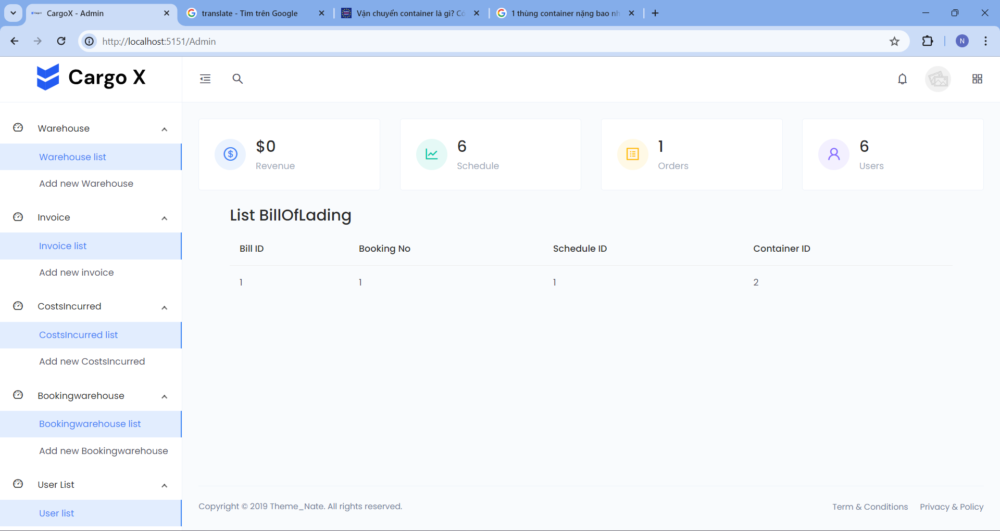 CargoX - Admin
translate - Tìm trên Google
Vận chuyển container là gì? Có
1 thùng container nặng bao nh
http://localhost:5151/Admin
N
Cargo X
Warehouse
Warehouse list
Add new Warehouse
Invoice
Invoice list
Add new invoice
CostsIncurred
CostsIncurred list
Add new CostsIncurred
Bookingwarehouse
Bookingwarehouse list
Add new Bookingwarehouse
User List
User list
$0
Revenue
6
Schedule
1
Orders
6
Users
List BillOfLading
Bill ID Booking No Schedule ID Container ID
1 1 1 2
Copyright © 2019 Theme_Nate. All rights reserved.
Term & Conditions Privacy & Policy